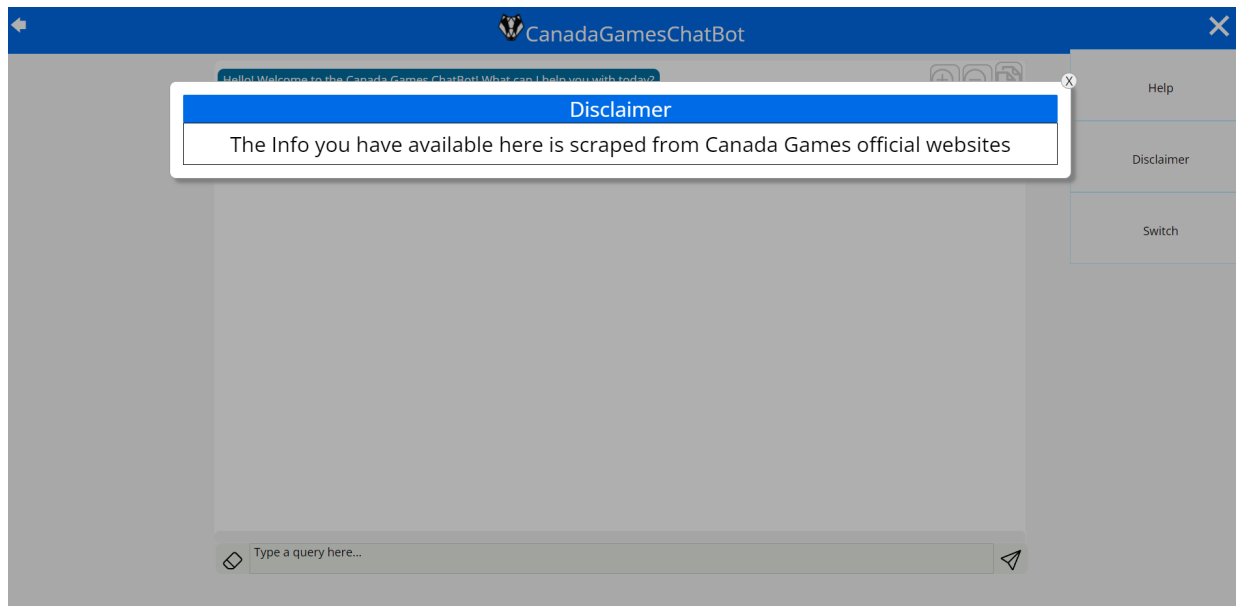 CanadaGamesChatBot
Hello! Welcome to the Canada Games ChatBot! What can I help you with today?
X
Help
Disclaimer
The Info you have available here is scraped from Canada Games official websites
Disclaimer
Switch
Type a query here...